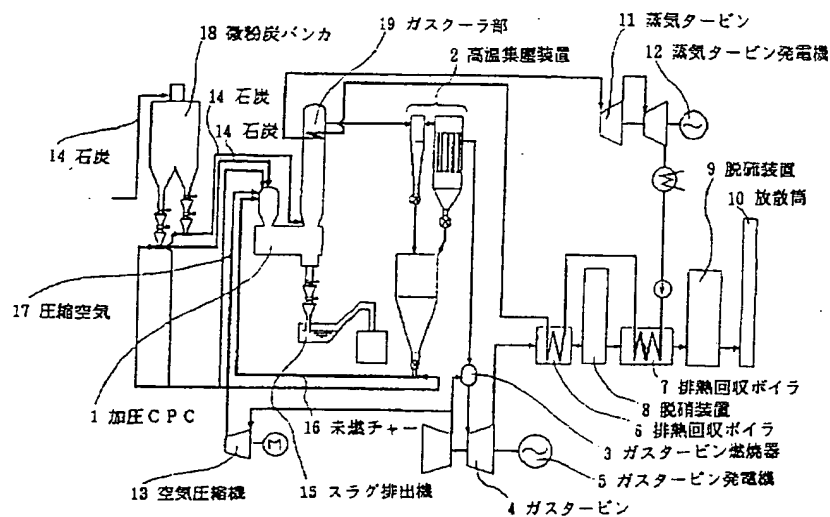 19 ガスクーラ部
18 微粉炭バンカ
2 高温集塵装置
11 蒸気タービン
12 蒸気タービン発電機
14 石炭
14 石炭
14 石炭
9 脱硫装置
10 放散筒
17 圧縮空気
1 加圧CPC
16 未燃チャー
7 排熱回収ボイラ
8 脱硝装置
6 排熱回収ボイラ
3 ガスタービン燃焼器
M
13 空気圧縮機
15 スラグ排出機
4 ガスタービン
5 ガスタービン発電機